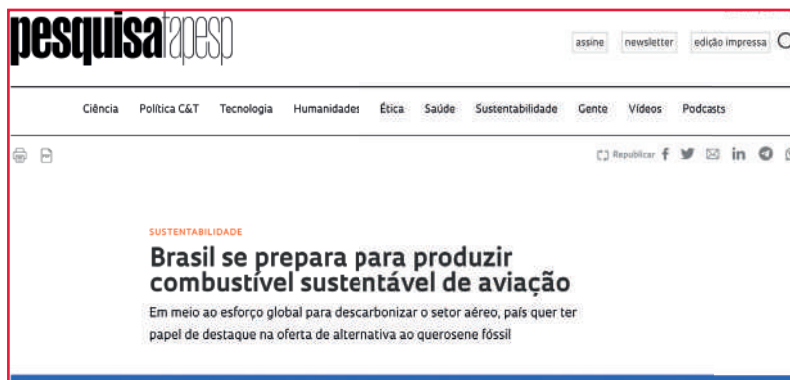 pesquisa fapesp
assine newsletter edição impressa
Ciência Política C&T Tecnologia Humanidades Ética Saúde Sustentabilidade Gente Vídeos Podcasts
Republicar
SUSTENTABILIDADE
Brasil se prepara para produzir
combustível sustentável de aviação
Em meio ao esforço global para descarbonizar o setor aéreo, país quer ter
papel de destaque na oferta de alternativa ao querosene fóssil